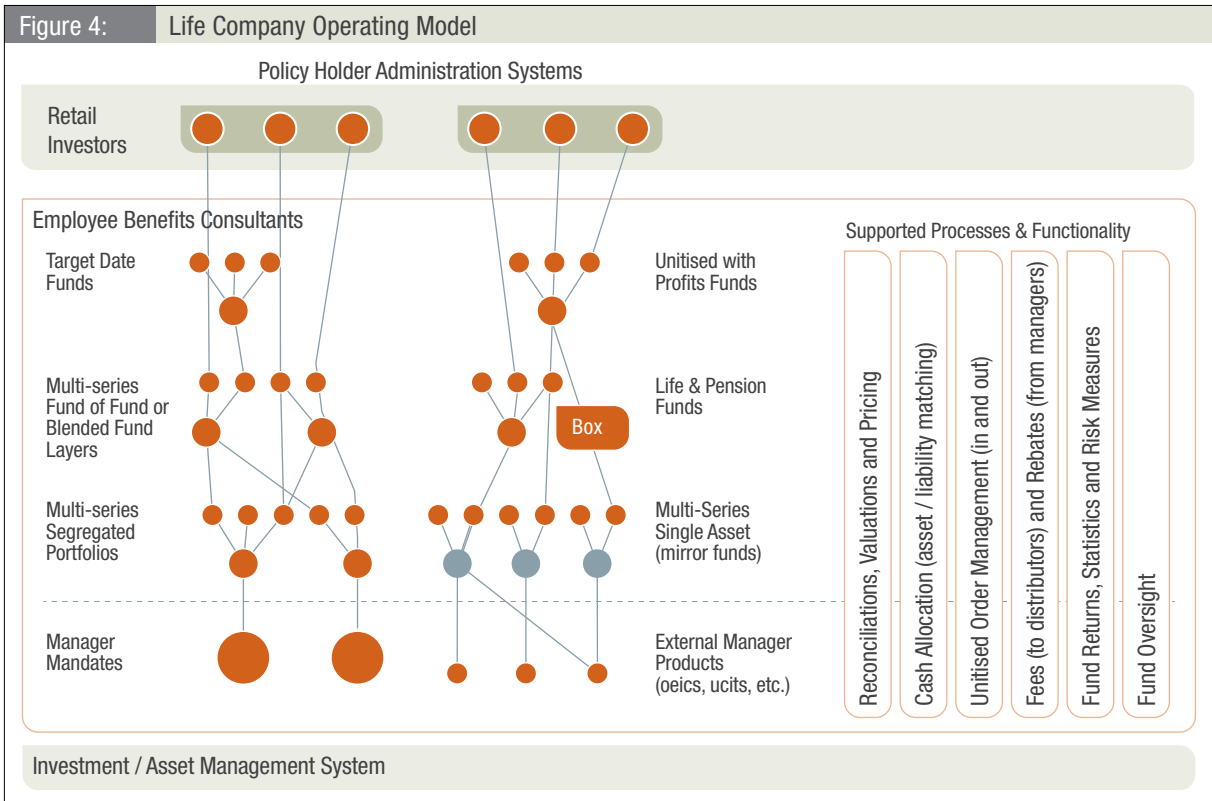 Figure 4:
Life Company Operating Model
Policy Holder Administration Systems
Retail
Investors
Employee Benefits Consultants
Target Date
Funds
Unitised with
Profits Funds
Multi-series
Fund of Fund or
Blended Fund
Layers
Life & Pension
Funds
Box
Multi-series
Segregated
Portfolios
Multi-Series
Single Asset
(mirror funds)
Manager
Mandates
External Manager
Products
(oeics, ucits, etc.)
Supported Processes & Functionality
Reconciliations, Valuations and Pricing
Cash Allocation (asset / liability matching)
Unitised Order Management (in and out)
Fees (to distributors) and Rebates (from managers)
Fund Returns, Statistics and Risk Measures
Fund Oversight
Investment / Asset Management System